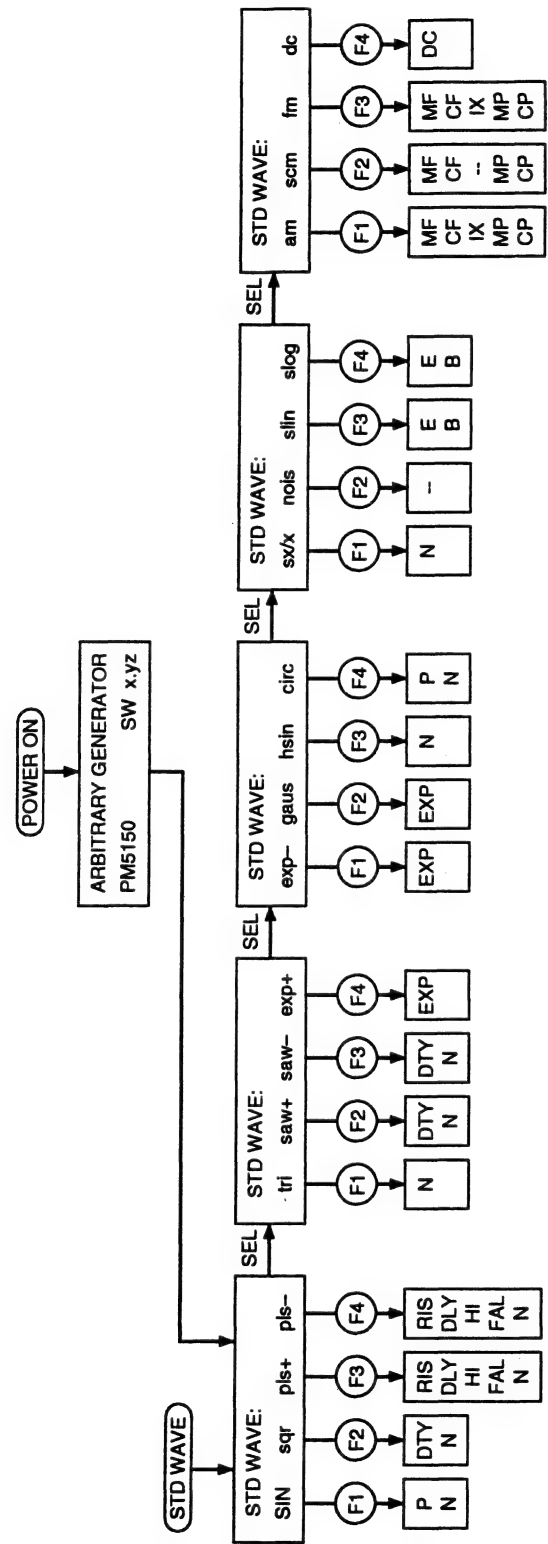 POWER ON
ARBITRARY GENERATOR
PM5150 SW x.yz
STD WAVE
STD WAVE:
SIN sqr pls+ pls–
F1 F2 F3 F4
P
N
DTY
N
RIS
DLY
HI
FAL
N
RIS
DLY
HI
FAL
N
SEL
STD WAVE:
tri saw+ saw– exp+
F1 F2 F3 F4
N
DTY
N
DTY
N
EXP
SEL
STD WAVE:
exp– gaus hsin circ
F1 F2 F3 F4
EXP
EXP
N
P
N
SEL
STD WAVE:
sx/x nois slin slog
F1 F2 F3 F4
N
--
E
B
E
B
SEL
STD WAVE:
am scm fm dc
F1 F2 F3 F4
MF
CF
IX
MP
CP
MF
CF
--
MP
CP
MF
CF
IX
MP
CP
DC